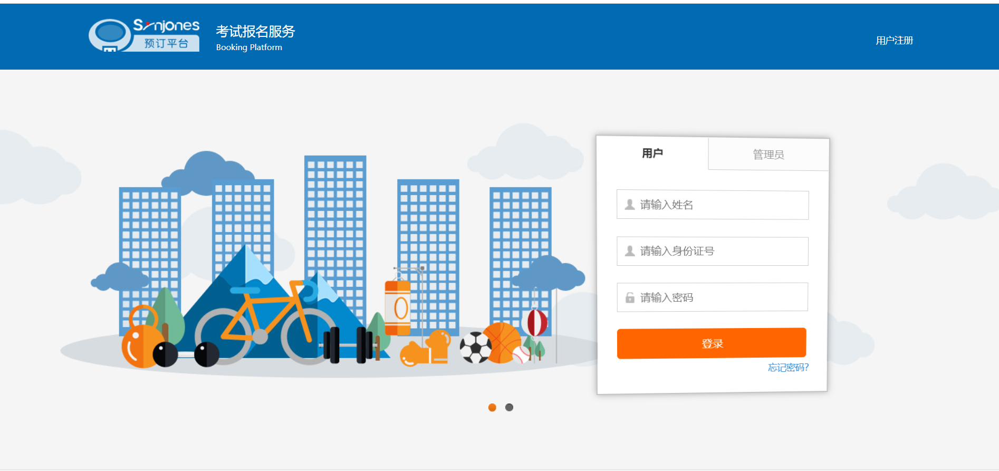 Sunjones
预订平台
考试报名服务
Booking Platform
用户注册
用户
管理员
请输入姓名
请输入身份证号
请输入密码
登录
忘记密码?